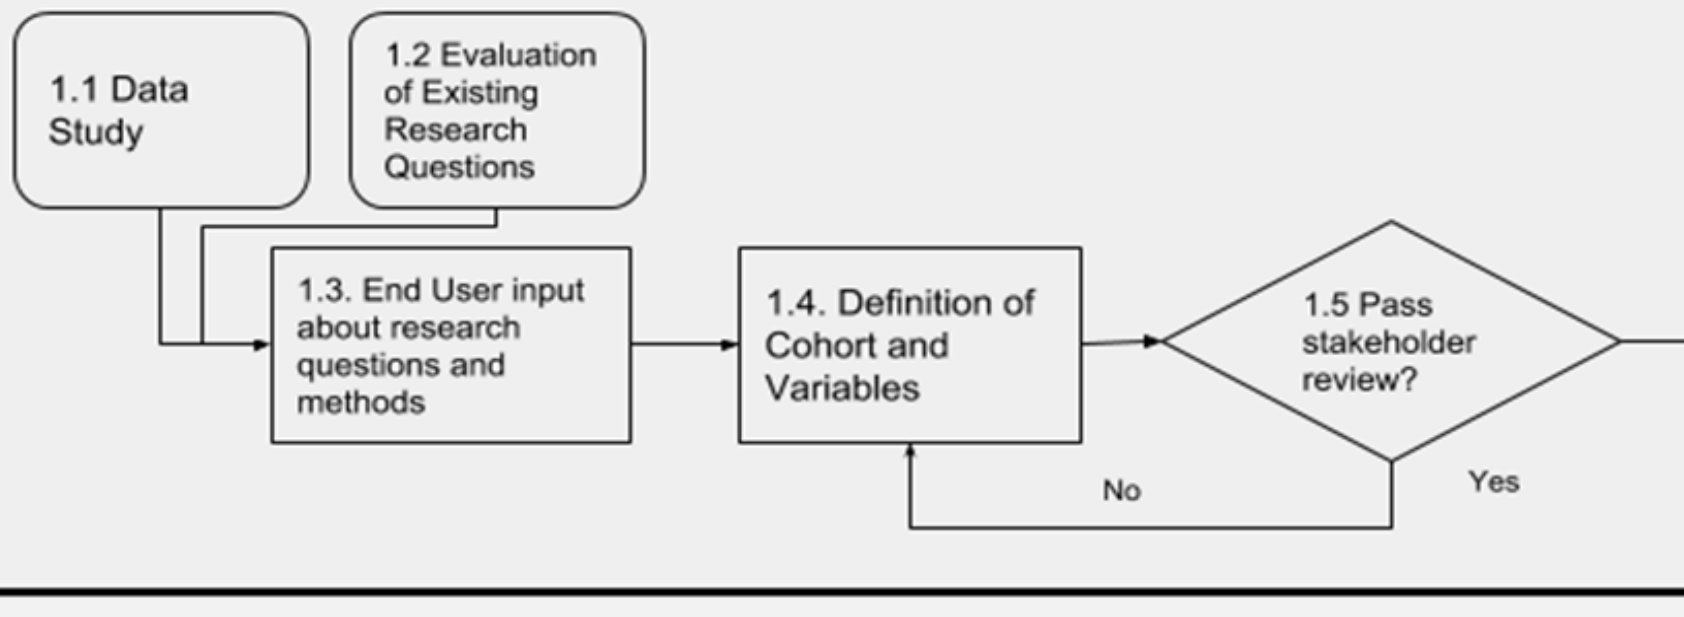 1.1 Data
Study
1.2 Evaluation
of Existing
Research
Questions
1.3. End User input
about research
questions and
methods
1.4. Definition of
Cohort and
Variables
1.5 Pass
stakeholder
review?
No
Yes